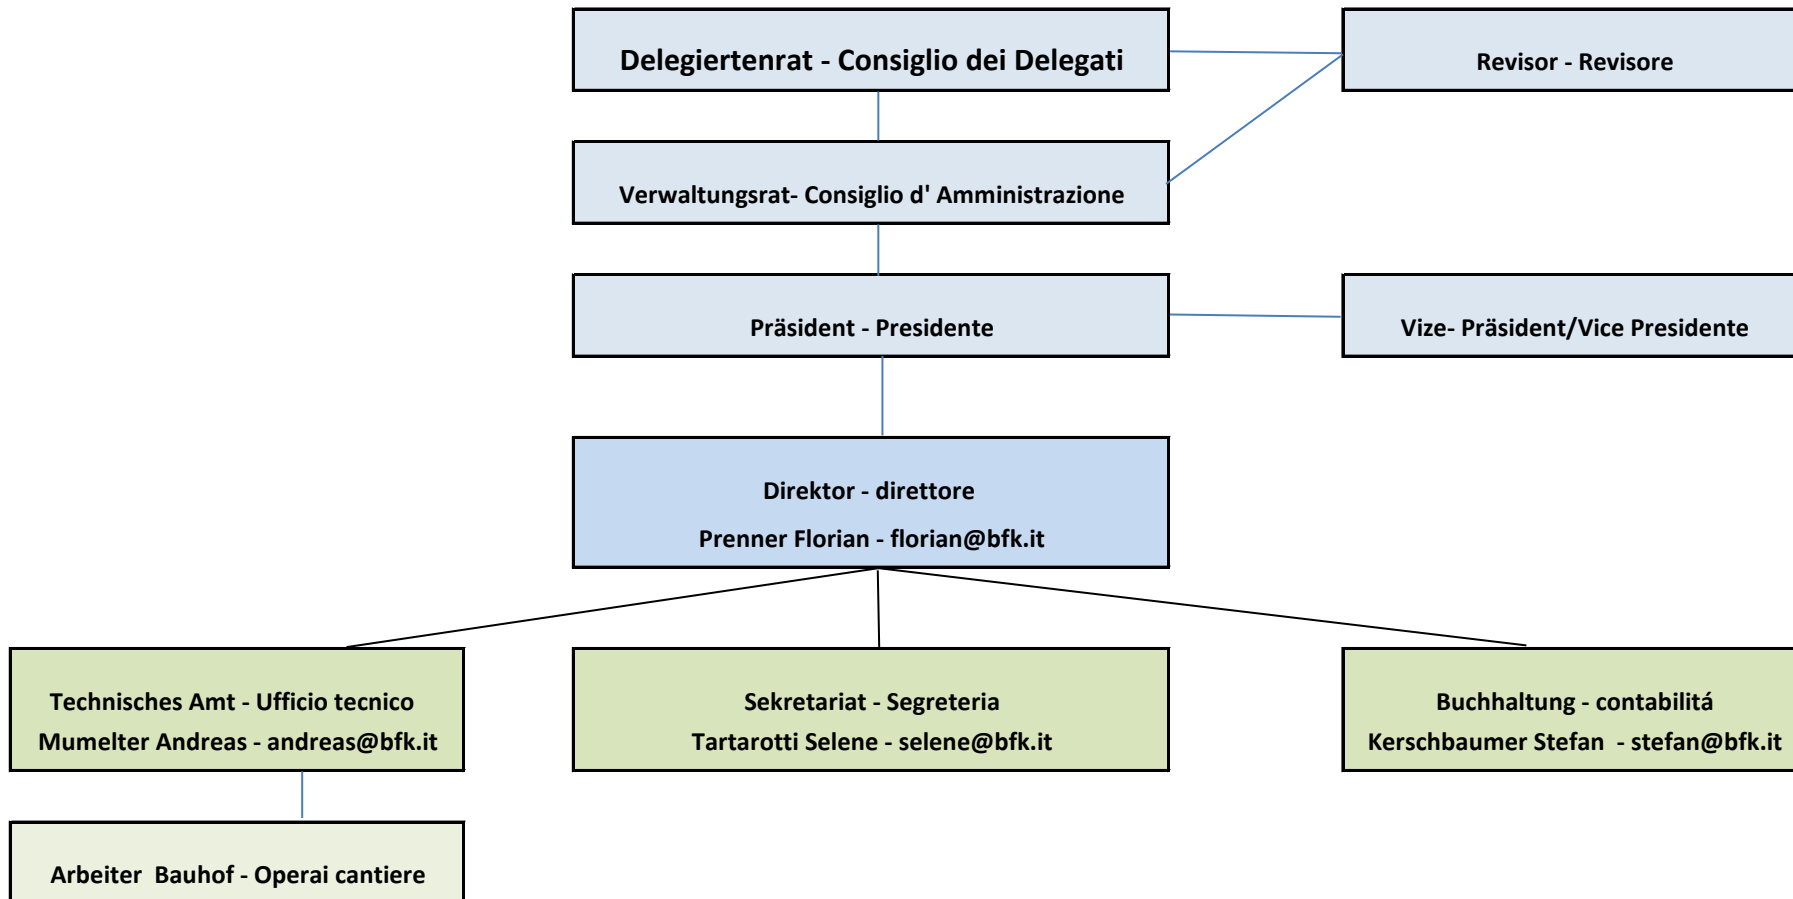 Delegiertenrat - Consiglio dei Delegati
Revisor - Revisore
Verwaltungsrat- Consiglio d' Amministrazione
Präsident - Presidente
Vize- Präsident/Vice Presidente
Direktor - direttore
Prenner Florian - florian@bfk.it
Technisches Amt - Ufficio tecnico
Mumelter Andreas - andreas@bfk.it
Sekretariat - Segreteria
Tartarotti Selene - selene@bfk.it
Buchhaltung - contabilitá
Kerschbaumer Stefan  - stefan@bfk.it
Arbeiter  Bauhof - Operai cantiere